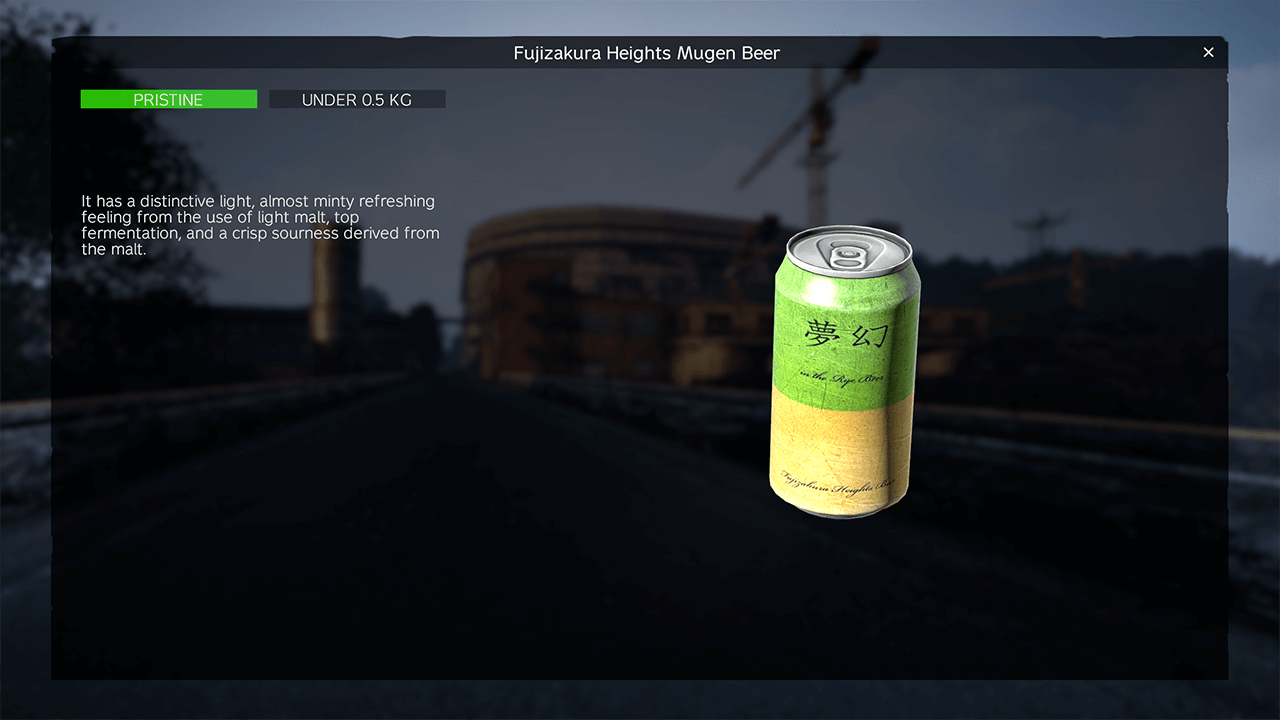 Fujizakura Heights Mugen Beer
PRISTINE
UNDER 0.5 KG
It has a distinctive light, almost minty refreshing
feeling from the use of light malt, top
fermentation, and a crisp sourness derived from
the malt.
夢幻
in the Rye Beer
Fujizakura Heights Beer